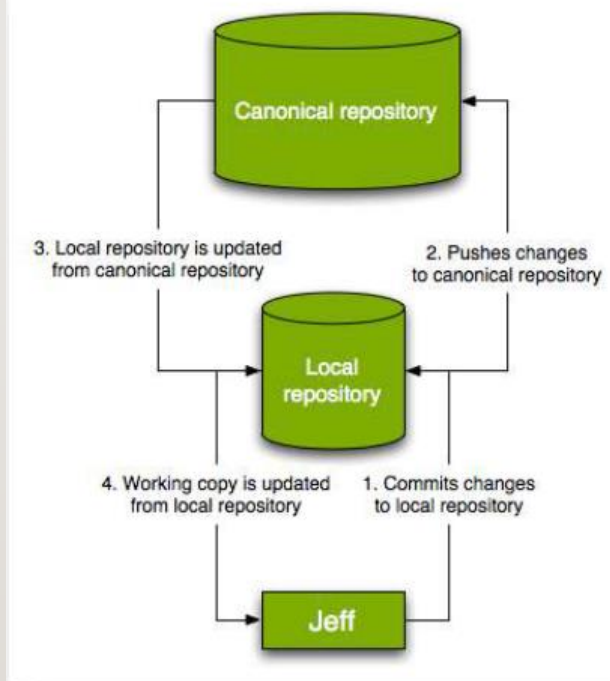 Canonical repository
3. Local repository is updated
from canonical repository
2. Pushes changes
to canonical repository
Local
repository
4. Working copy is updated
from local repository
1. Commits changes
to local repository
Jeff